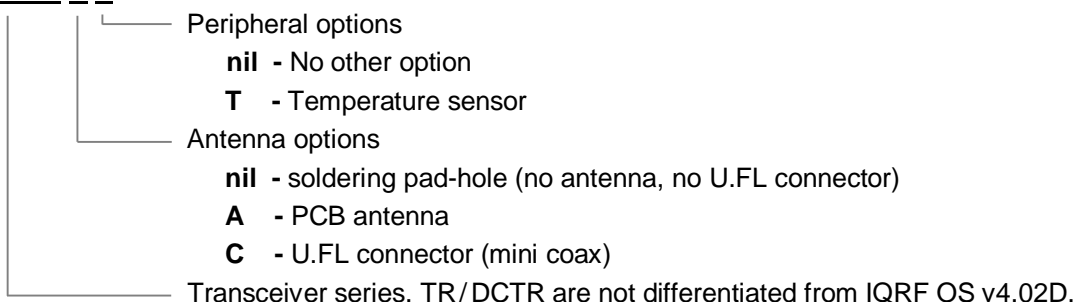 Peripheral options
nil - No other option
T - Temperature sensor
Antenna options
nil - soldering pad-hole (no antenna, no U.FL connector)
A - PCB antenna
C - U.FL connector (mini coax)
Transceiver series. TR/DCTR are not differentiated from IQRF OS v4.02D.